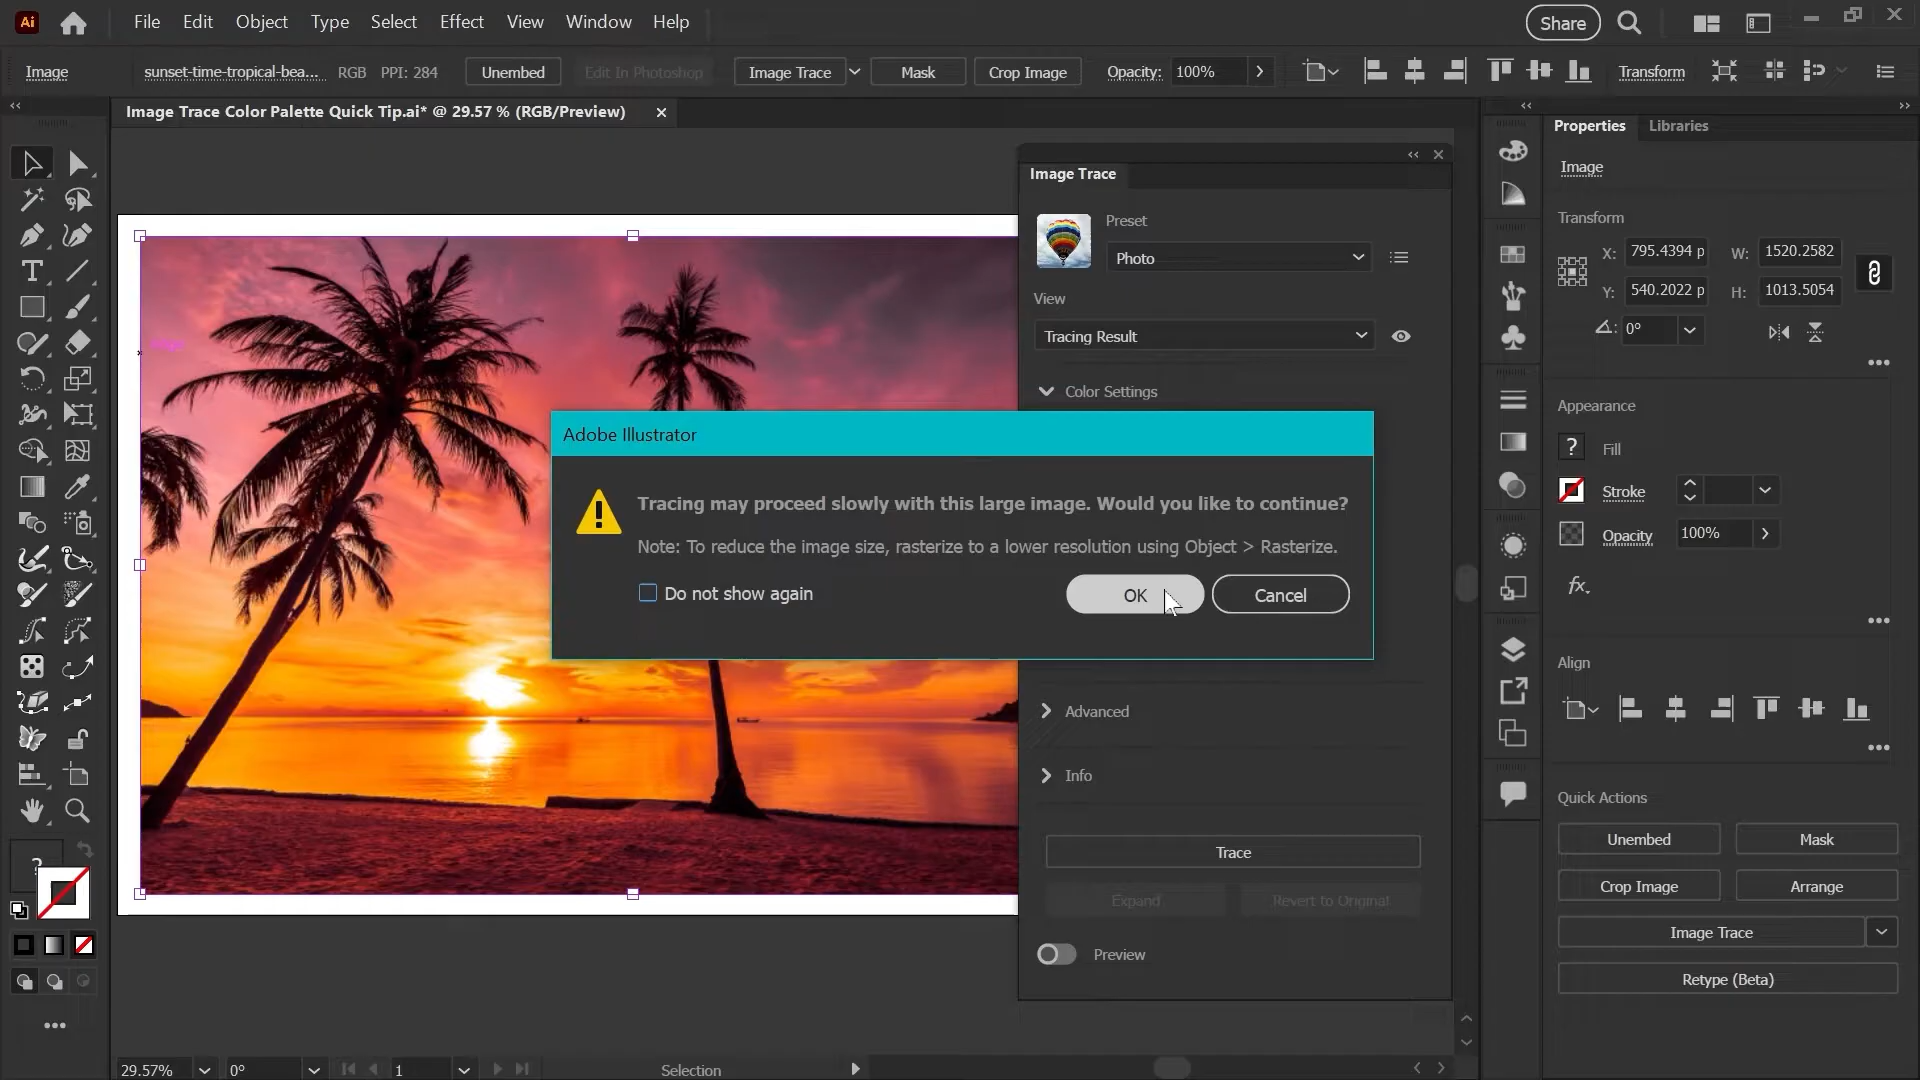 Ai File Edit Object Type Select Effect View Window Help Share
Image sunset-time-tropical-bea... RGB PPI: 284 Unembed Edit In Photoshop Image Trace Mask Crop Image Opacity: 100% Transform
Image Trace Color Palette Quick Tip.ai* @ 29.57 % (RGB/Preview)
Image Trace
Preset
Photo
View
Tracing Result
Color Settings
Adobe Illustrator
Tracing may proceed slowly with this large image. Would you like to continue?
Note: To reduce the image size, rasterize to a lower resolution using Object > Rasterize.
Do not show again
OK
Cancel
Advanced
Info
Trace
Expand
Revert to Original
Preview
Properties Libraries
Image
Transform
X: 795.4394 p W: 1520.2582
Y: 540.2022 p H: 1013.5054
0°
Appearance
? Fill
Stroke
Opacity 100%
fx.
Align
Quick Actions
Unembed Mask
Crop Image Arrange
Image Trace
Retype (Beta)
?
29.57% 0° 1 Selection